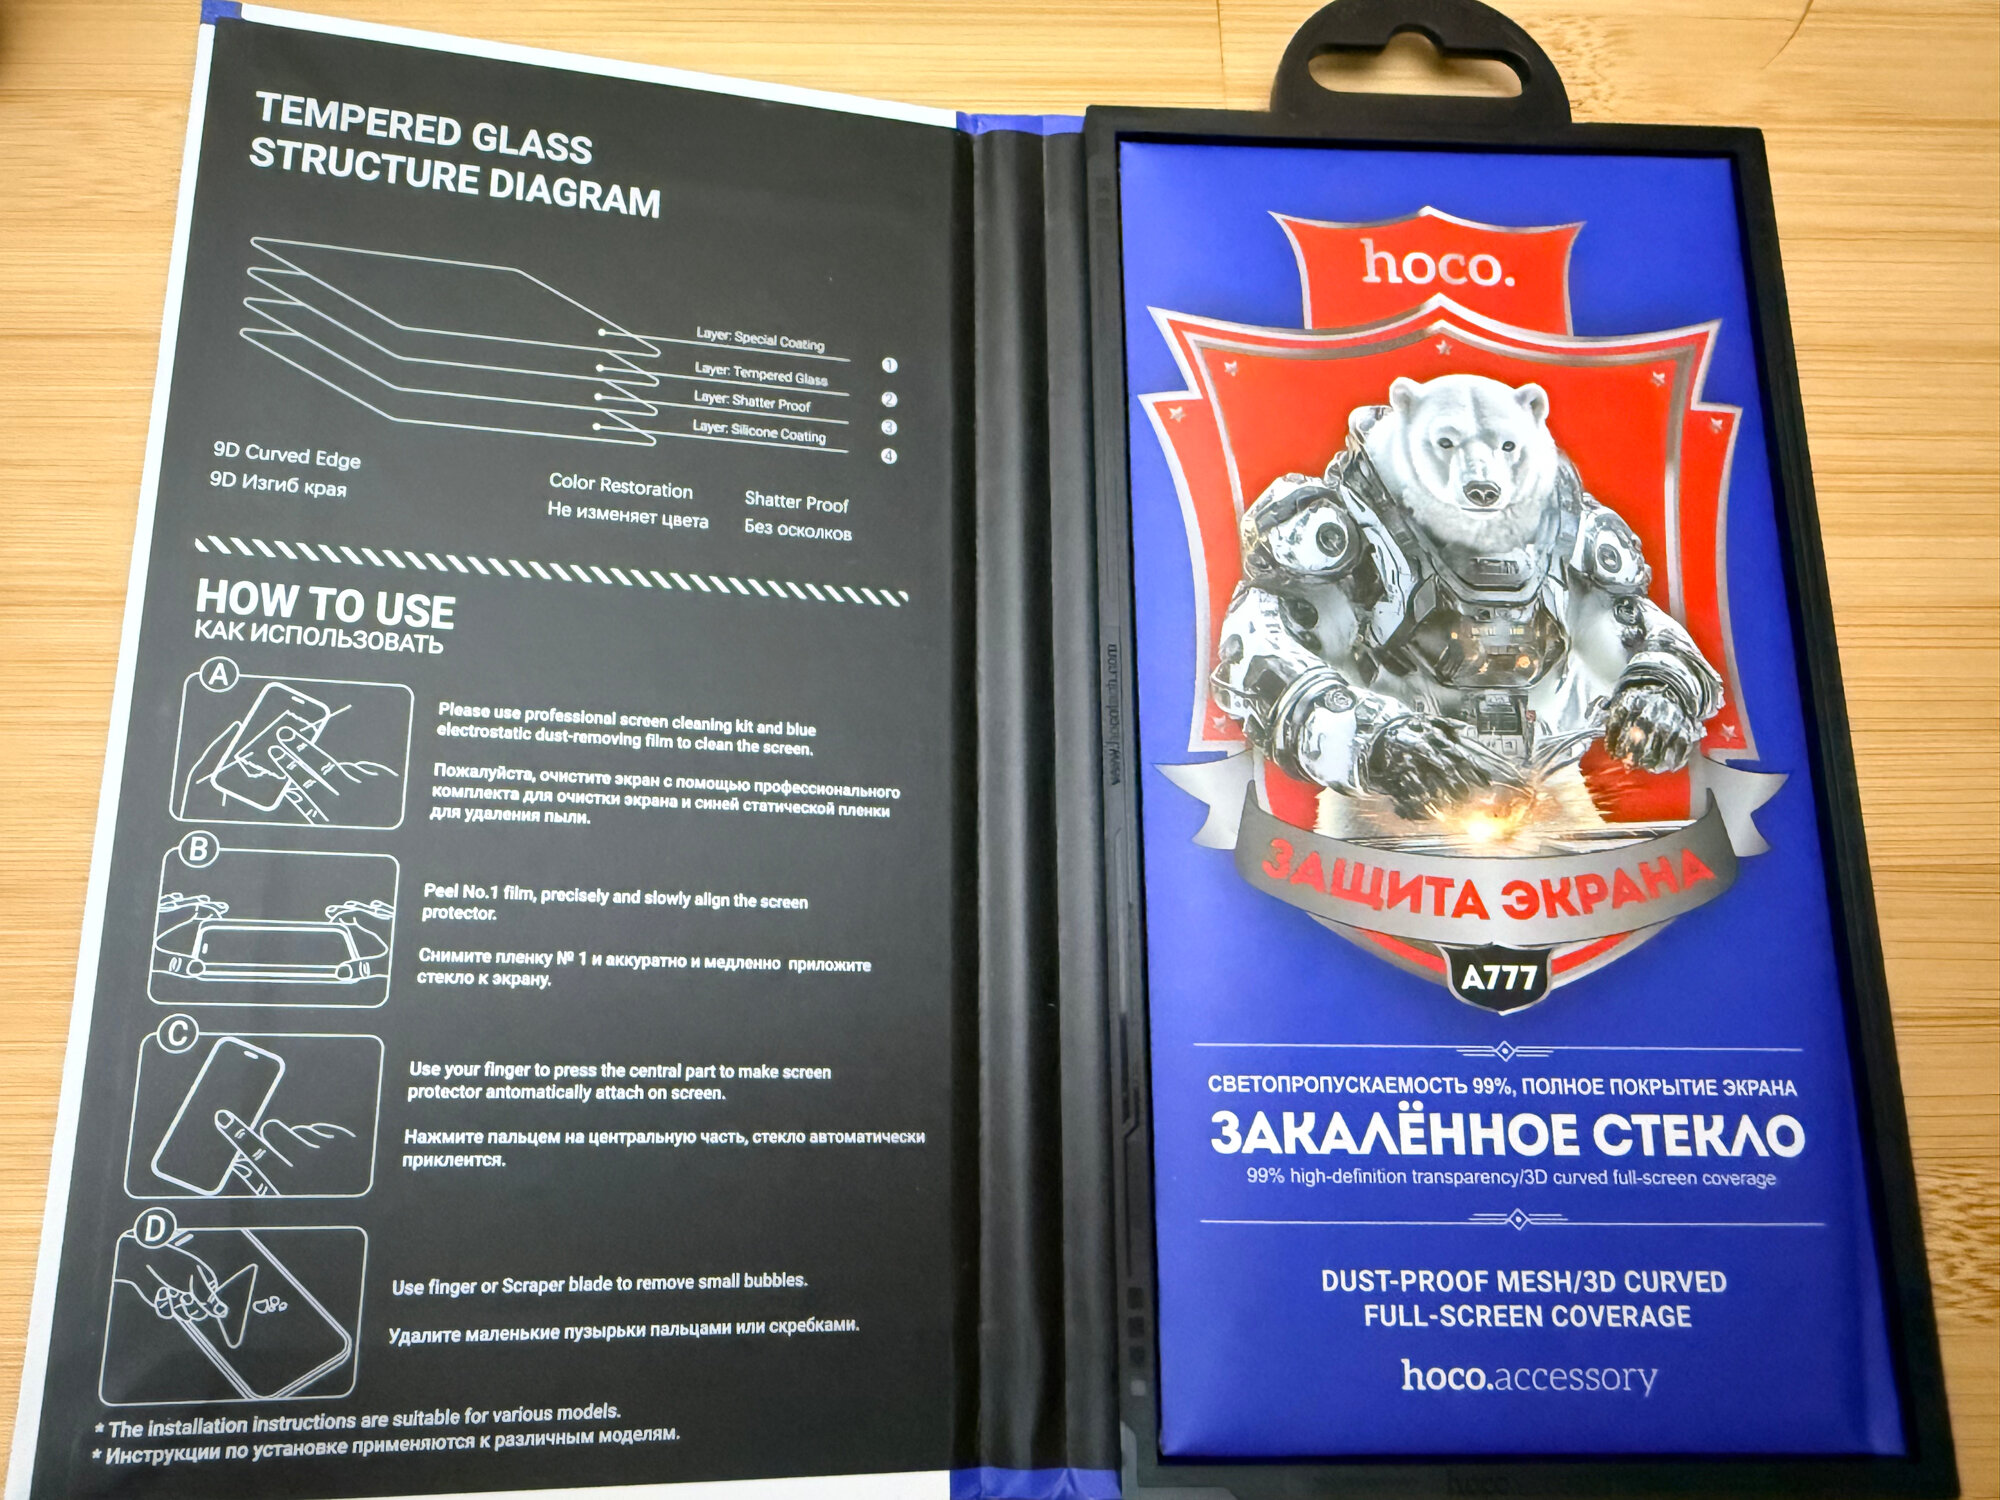 TEMPERED GLASS
STRUCTURE DIAGRAM
Layer: Special Coating
1
Layer: Tempered Glass
2
Layer: Shatter Proof
3
Layer: Silicone Coating
4
9D Curved Edge
9D Изгиб края
Color Restoration
Не изменяет цвета
Shatter Proof
Без осколков
HOW TO USE
КАК ИСПОЛЬЗОВАТЬ
A
Please use professional screen cleaning kit and blue
electrostatic dust-removing film to clean the screen.
Пожалуйста, очистите экран с помощью профессионального
комплекта для очистки экрана и синей статической пленки
для удаления пыли.
B
Peel No.1 film, precisely and slowly align the screen
protector.
Снимите пленку № 1 и аккуратно и медленно приложите
стекло к экрану.
C
Use your finger to press the central part to make screen
protector antomatically attach on screen.
Нажмите пальцем на центральную часть, стекло автоматически
приклеится.
D
Use finger or Scraper blade to remove small bubbles.
Удалите маленькие пузырьки пальцами или скребками.
* The installation instructions are suitable for various models.
* Инструкции по установке применяются к различным моделям.
www.hocotech.com
hoco.
ЗАЩИТА ЭКРАНА
A777
СВЕТОПРОПУСКАЕМОСТЬ 99%, ПОЛНОЕ ПОКРЫТИЕ ЭКРАНА
ЗАКАЛЁННОЕ СТЕКЛО
99% high-definition transparency/3D curved full-screen coverage
DUST-PROOF MESH/3D CURVED
FULL-SCREEN COVERAGE
hoco.accessory
hoco.